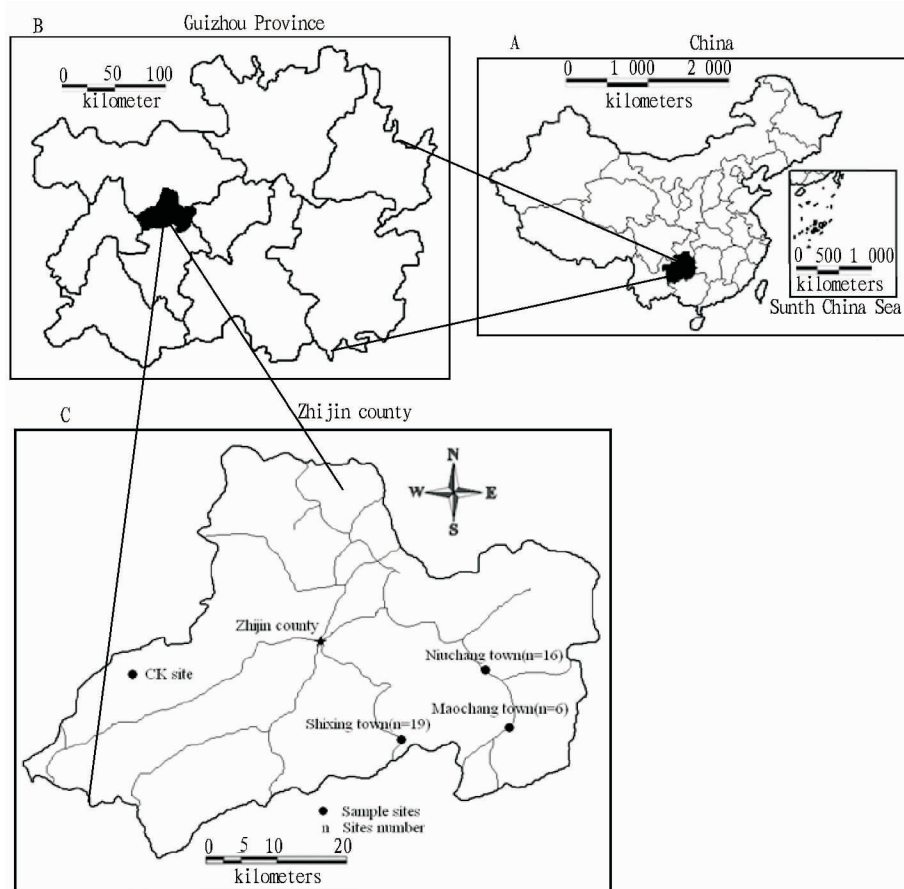 B
Guizhou Province
0 50 100
kilometer
A
China
0 1 000 2 000
kilometers
0 500 1 000
kilometers
Sunth China Sea
C
Zhijin county
N
W E
S
Zhijin county
CK site
Niuchang town(n=16)
Maochang town(n=6)
Shixing town(n=19)
Sample sites
n Sites number
0 5 10 20
kilometers